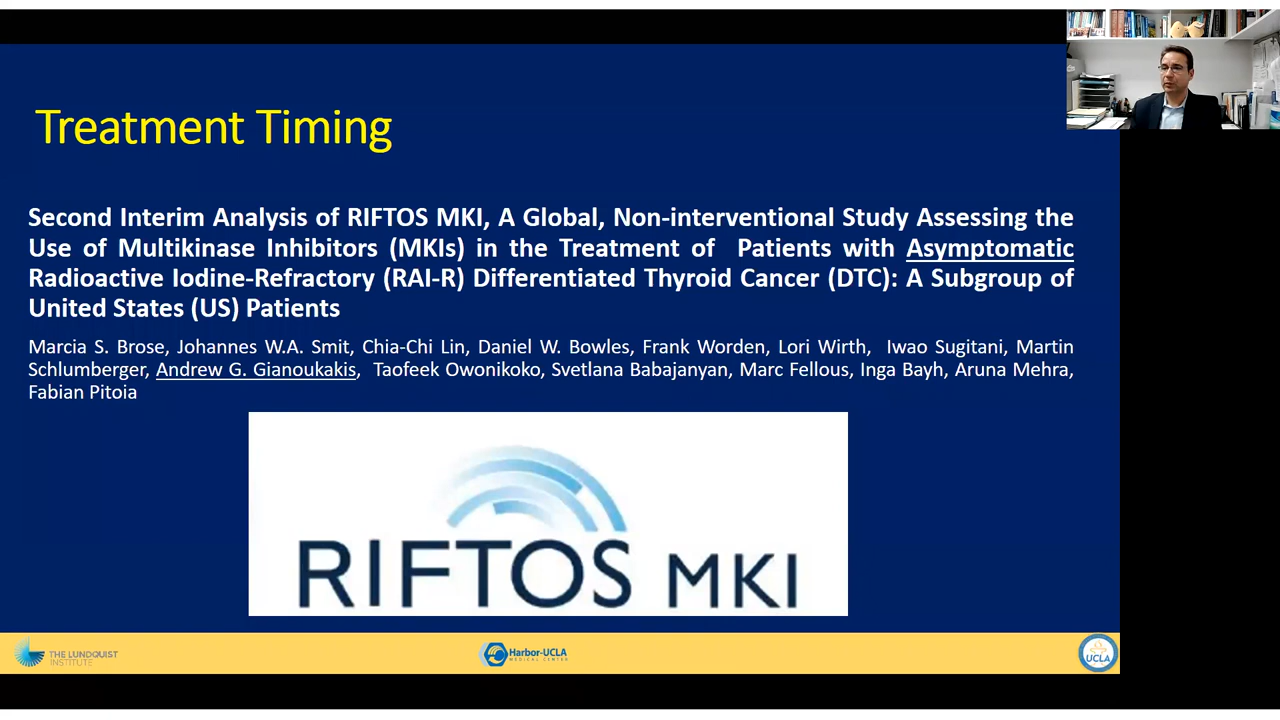 Treatment Timing
Second Interim Analysis of RIFTOS MKI, A Global, Non-interventional Study Assessing the
Use of Multikinase Inhibitors (MKIs) in the Treatment of Patients with Asymptomatic
Radioactive Iodine-Refractory (RAI-R) Differentiated Thyroid Cancer (DTC): A Subgroup of
United States (US) Patients
Marcia S. Brose, Johannes W.A. Smit, Chia-Chi Lin, Daniel W. Bowles, Frank Worden, Lori Wirth, Iwao Sugitani, Martin
Schlumberger, Andrew G. Gianoukakis, Taofeek Owonikoko, Svetlana Babajanyan, Marc Fellous, Inga Bayh, Aruna Mehra,
Fabian Pitoia
RIFTOS MKI
THE LUNDQUIST
INSTITUTE
Harbor-UCLA
MEDICAL CENTER
UCLA